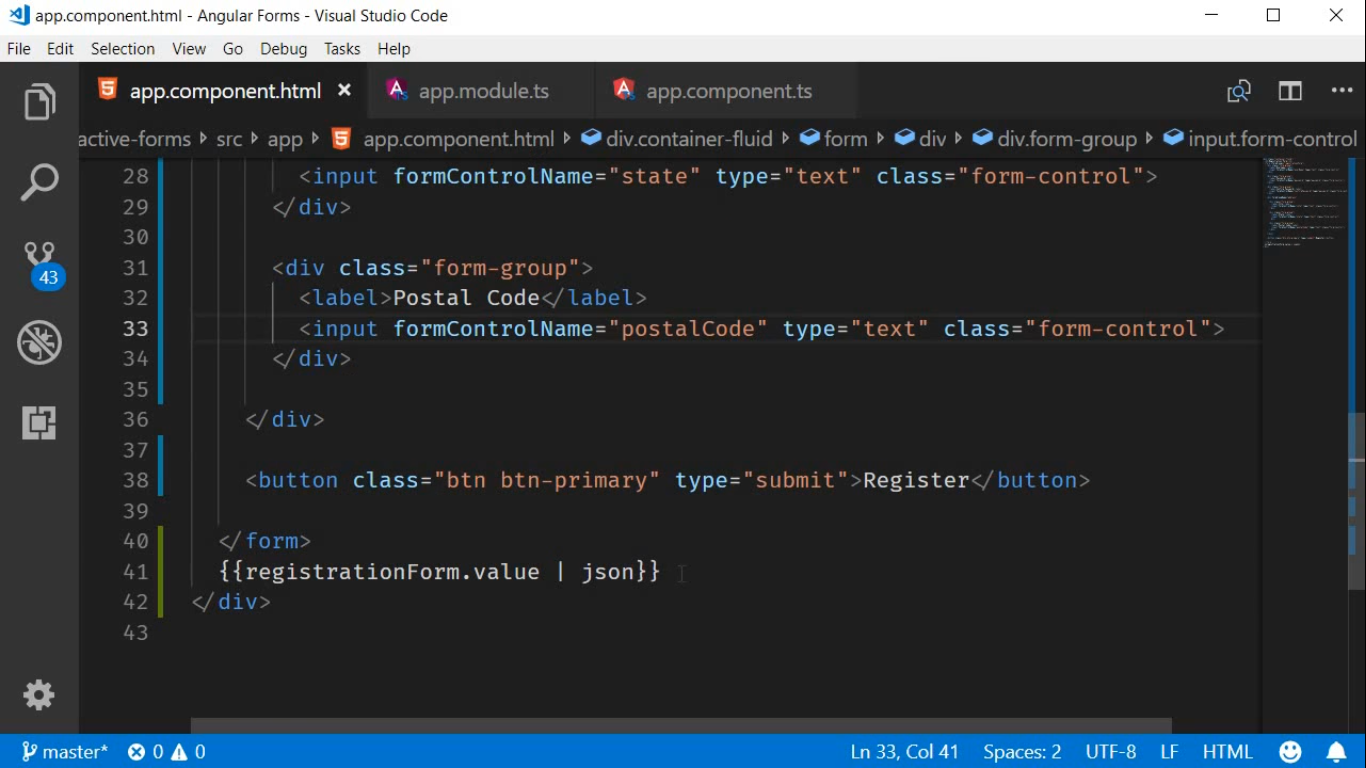 app.component.html - Angular Forms - Visual Studio Code
File Edit Selection View Go Debug Tasks Help
app.component.html × app.module.ts app.component.ts
active-forms src app app.component.html div.container-fluid form div div.form-group input.form-control
28 <input formControlName="state" type="text" class="form-control">
29 </div>
30
31 <div class="form-group">
32 <label>Postal Code</label>
33 <input formControlName="postalCode" type="text" class="form-control">
34 </div>
35
36 </div>
37
38 <button class="btn btn-primary" type="submit">Register</button>
39
40 </form>
41 {{registrationForm.value | json}}
42 </div>
43
43
master* 0 0 Ln 33, Col 41 Spaces: 2 UTF-8 LF HTML